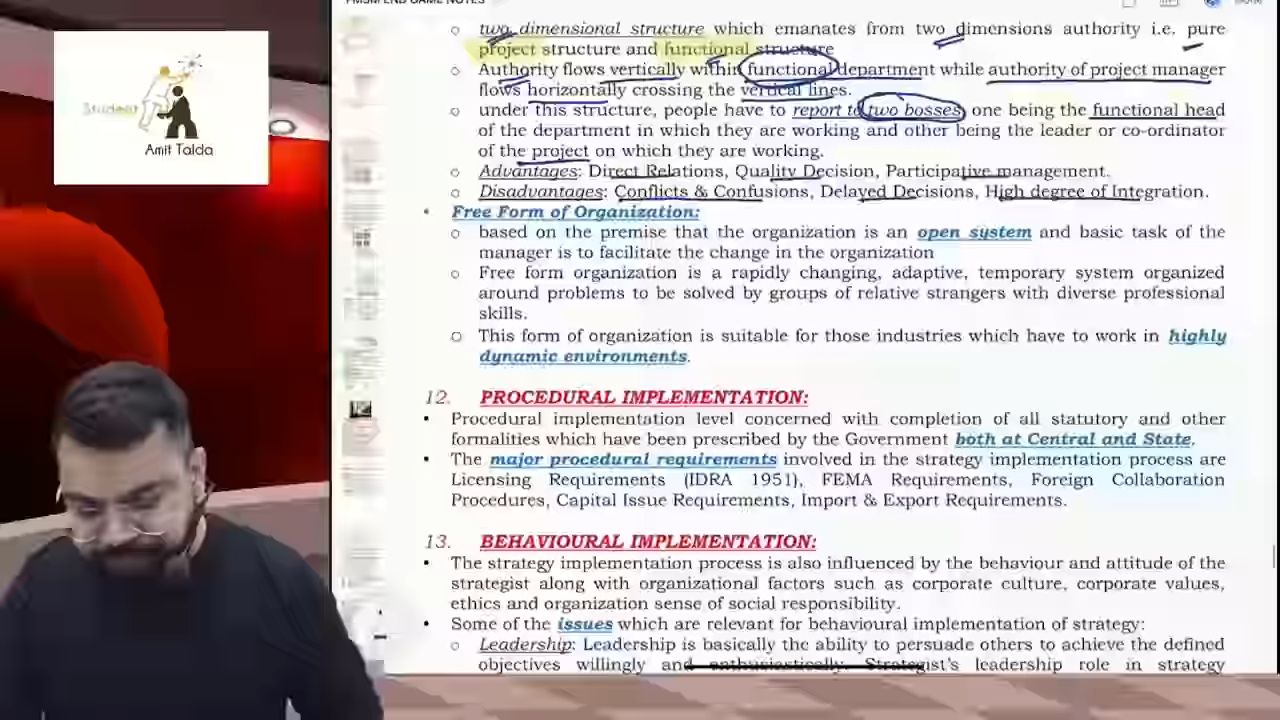 Student
Amit Talda
two dimensional structure which emanates from two dimensions authority i.e. pure
project structure and functional structure
Authority flows vertically within functional department while authority of project manager
flows horizontally crossing the vertical lines.
under this structure, people have to report to two bosses, one being the functional head
of the department in which they are working and other being the leader or co-ordinator
of the project on which they are working.
Advantages: Direct Relations, Quality Decision, Participative management.
Disadvantages: Conflicts & Confusions, Delayed Decisions, High degree of Integration.
Free Form of Organization:
based on the premise that the organization is an open system and basic task of the
manager is to facilitate the change in the organization
Free form organization is a rapidly changing, adaptive, temporary system organized
around problems to be solved by groups of relative strangers with diverse professional
skills.
This form of organization is suitable for those industries which have to work in highly
dynamic environments.
12. PROCEDURAL IMPLEMENTATION:
Procedural implementation level concerned with completion of all statutory and other
formalities which have been prescribed by the Government both at Central and State.
The major procedural requirements involved in the strategy implementation process are
Licensing Requirements (IDRA 1951), FEMA Requirements, Foreign Collaboration
Procedures, Capital Issue Requirements, Import & Export Requirements.
13. BEHAVIOURAL IMPLEMENTATION:
The strategy implementation process is also influenced by the behaviour and attitude of the
strategist along with organizational factors such as corporate culture, corporate values,
ethics and organization sense of social responsibility.
Some of the issues which are relevant for behavioural implementation of strategy:
Leadership: Leadership is basically the ability to persuade others to achieve the defined
objectives willingly and enthusiastically. Strategist's leadership role in strategy